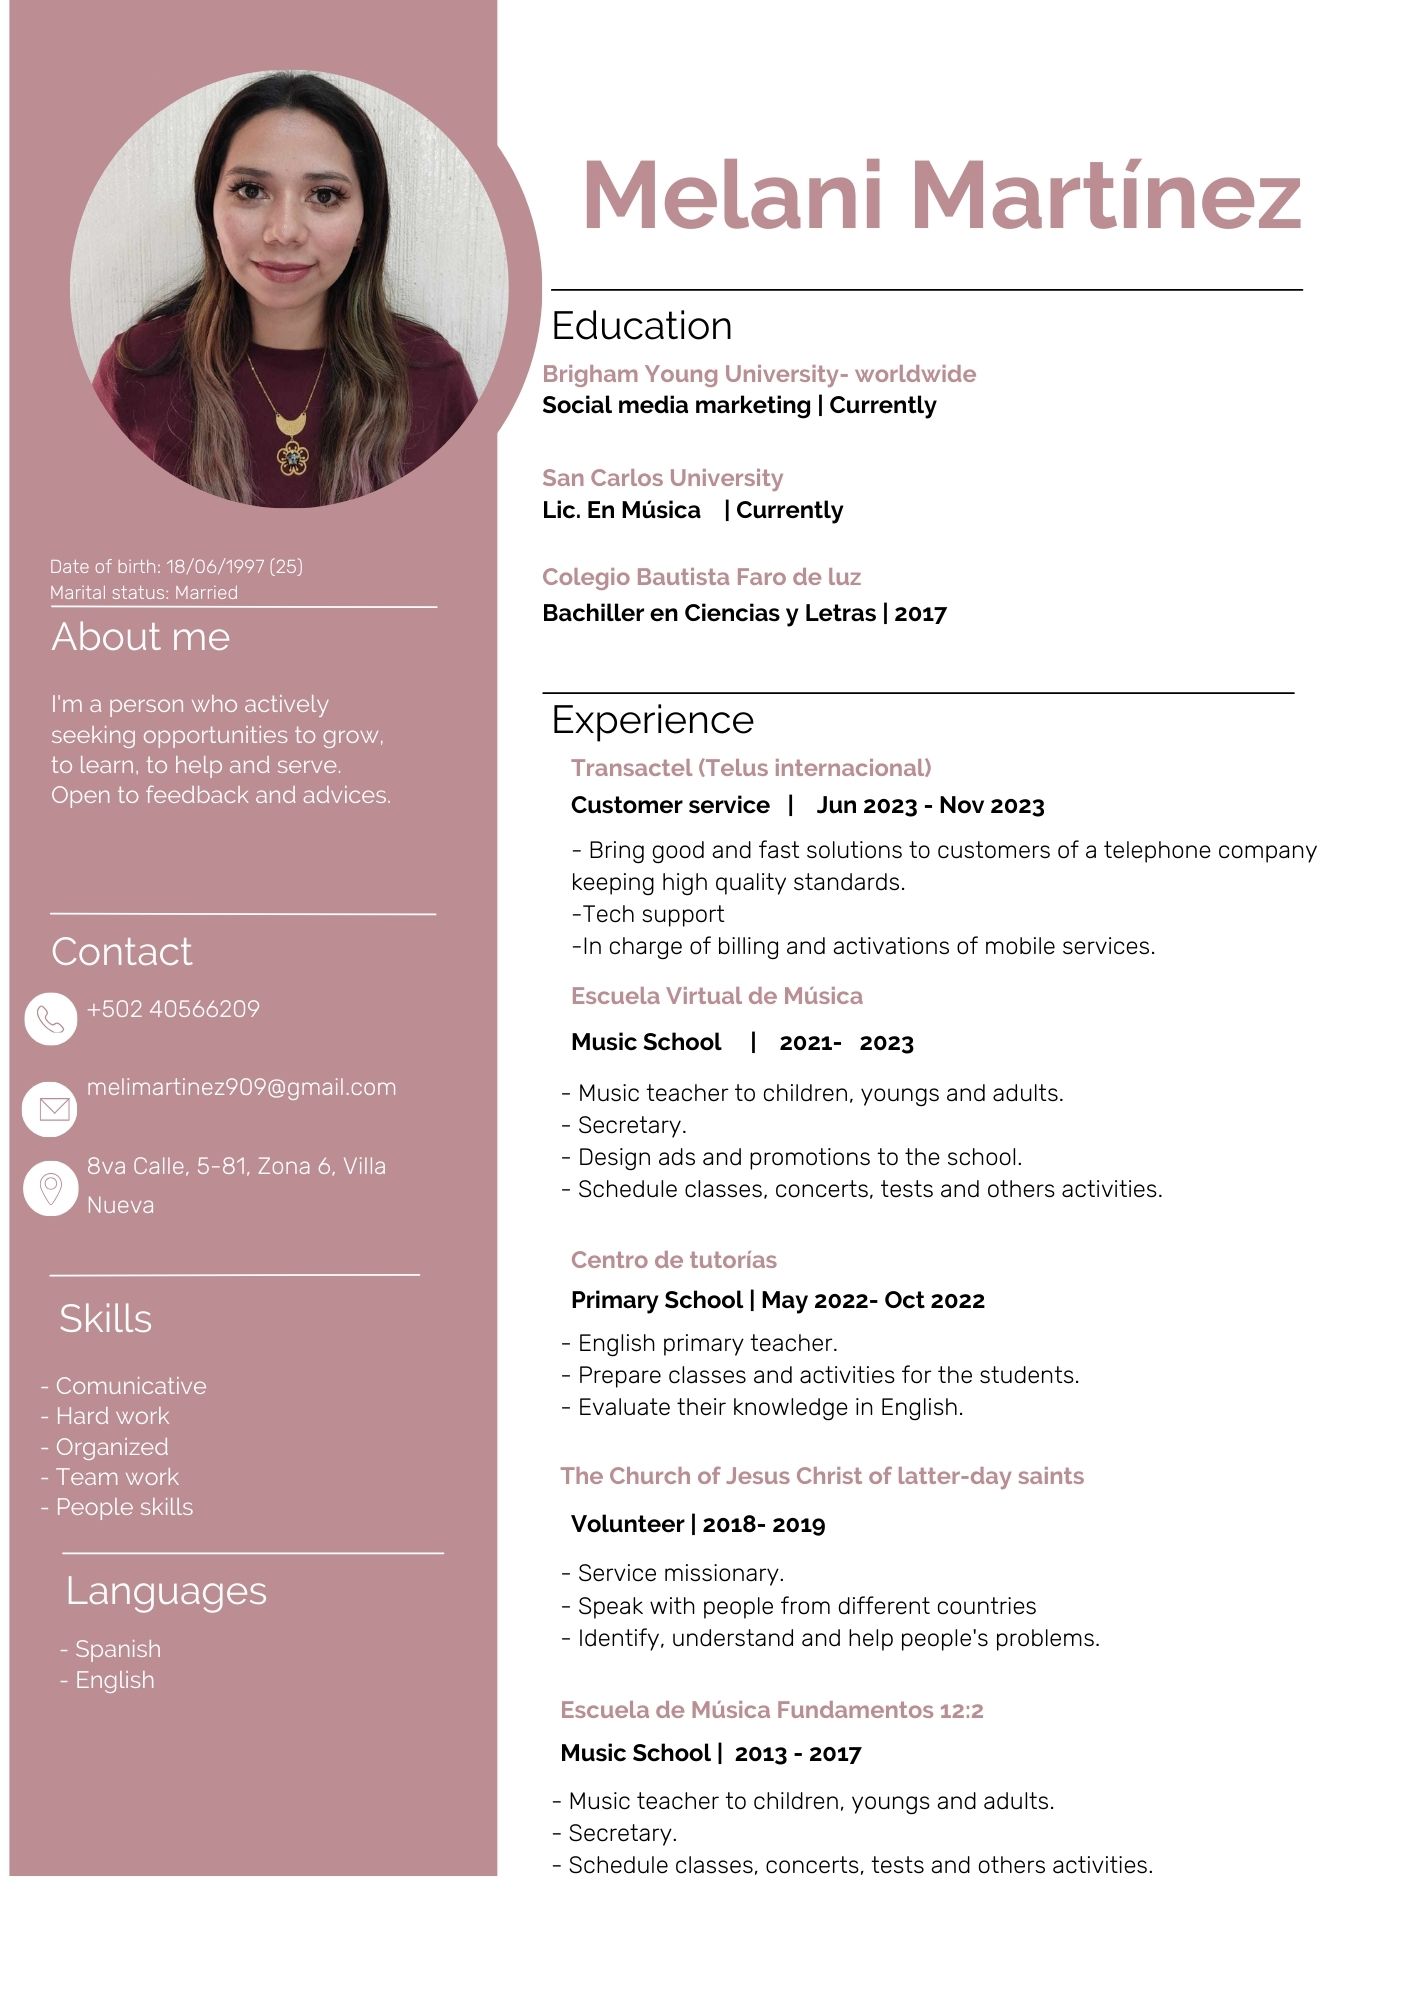 Melani Martínez
Date of birth: 18/06/1997 (25)
Marital status: Married
About me
I'm a person who actively
seeking opportunities to grow,
to learn, to help and serve.
Open to feedback and advices.
Contact
+502 40566209
melimartinez909@gmail.com
8va Calle, 5-81, Zona 6, Villa
Nueva
Skills
- Comunicative
- Hard work
- Organized
- Team work
- People skills
Languages
- Spanish
- English
Education
Brigham Young University- worldwide
Social media marketing | Currently
San Carlos University
Lic. En Música | Currently
Colegio Bautista Faro de luz
Bachiller en Ciencias y Letras | 2017
Experience
Transactel (Telus internacional)
Customer service | Jun 2023 - Nov 2023
- Bring good and fast solutions to customers of a telephone company
keeping high quality standards.
-Tech support
-In charge of billing and activations of mobile services.
Escuela Virtual de Música
Music School | 2021- 2023
- Music teacher to children, youngs and adults.
- Secretary.
- Design ads and promotions to the school.
- Schedule classes, concerts, tests and others activities.
Centro de tutorías
Primary School | May 2022- Oct 2022
- English primary teacher.
- Prepare classes and activities for the students.
- Evaluate their knowledge in English.
The Church of Jesus Christ of latter-day saints
Volunteer | 2018- 2019
- Service missionary.
- Speak with people from different countries
- Identify, understand and help people's problems.
Escuela de Música Fundamentos 12:2
Music School | 2013 - 2017
- Music teacher to children, youngs and adults.
- Secretary.
- Schedule classes, concerts, tests and others activities.